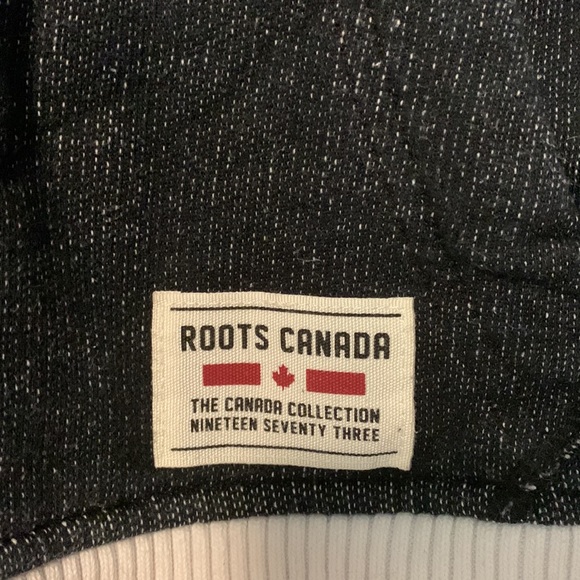 ROOTS CANADA
THE CANADA COLLECTION
NINETEEN SEVENTY THREE